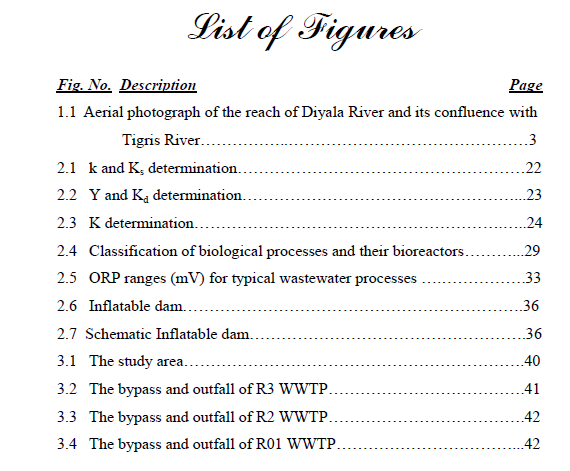 List of Figures
Fig. No. Description Page
1.1 Aerial photograph of the reach of Diyala River and its confluence with
Tigris River..................................................................3
2.1 k and Ks determination..........................................................22
2.2 Y and Kd determination..........................................................23
2.3 K determination.................................................................24
2.4 Classification of biological processes and their bioreactors............29
2.5 ORP ranges (mV) for typical wastewater processes .....................33
2.6 Inflatable dam..................................................................36
2.7 Schematic Inflatable dam......................................................36
3.1 The study area..................................................................40
3.2 The bypass and outfall of R3 WWTP..........................................41
3.3 The bypass and outfall of R2 WWTP..........................................42
3.4 The bypass and outfall of R01 WWTP.........................................42